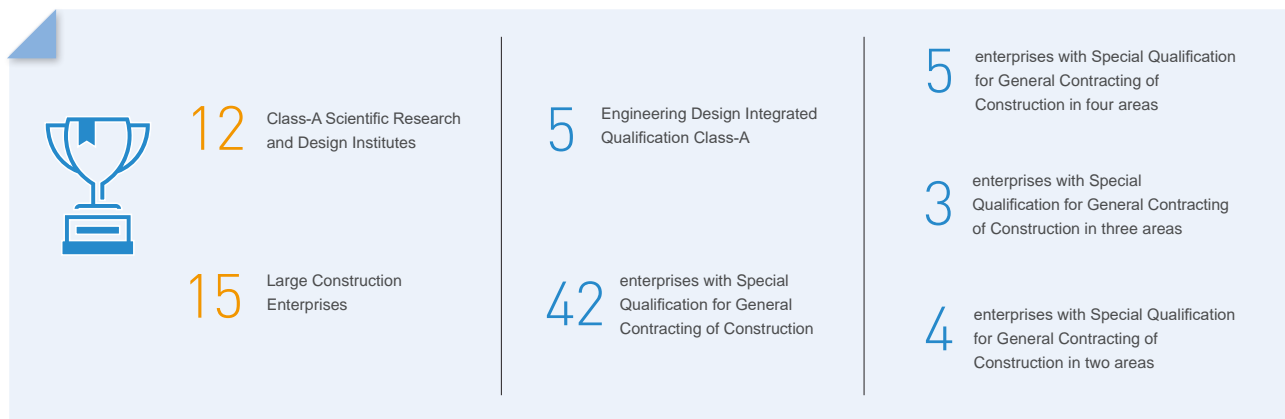 12
Class-A Scientific Research
and Design Institutes
15
Large Construction
Enterprises
5
Engineering Design Integrated
Qualification Class-A
42
enterprises with Special
Qualification for General
Contracting of Construction
5
enterprises with Special Qualification
for General Contracting of
Construction in four areas
3
enterprises with Special
Qualification for General Contracting
of Construction in three areas
4
enterprises with Special Qualification
for General Contracting of
Construction in two areas